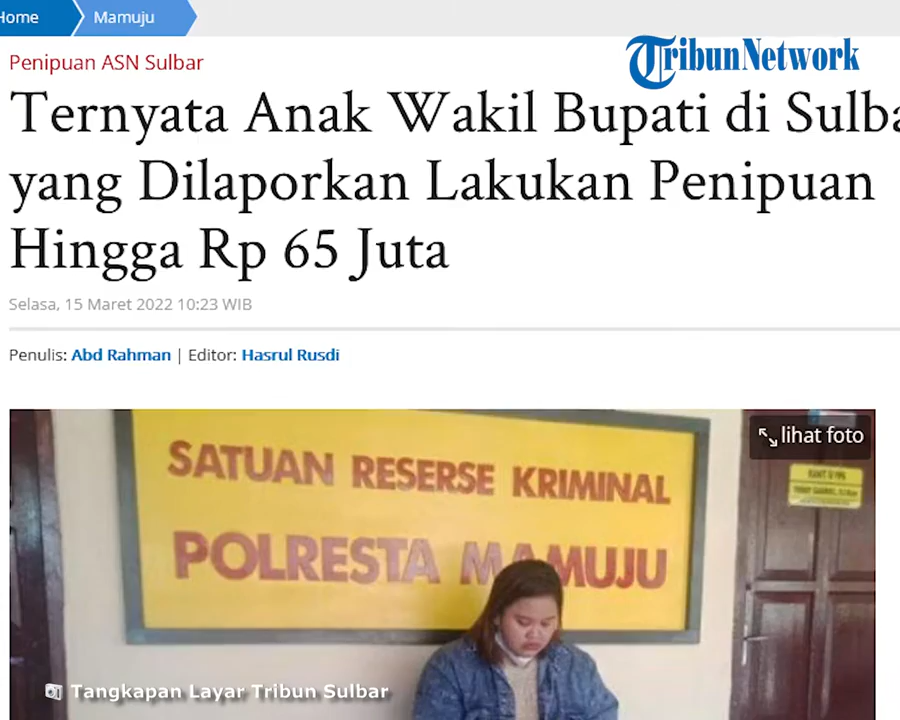 Home
Mamuju
Penipuan ASN Sulbar
TribunNetwork
Ternyata Anak Wakil Bupati di Sulba
yang Dilaporkan Lakukan Penipuan
Hingga Rp 65 Juta
Selasa, 15 Maret 2022 10:23 WIB
Penulis: Abd Rahman | Editor: Hasrul Rusdi
lihat foto
SATUAN RESERSE KRIMINAL
POLRESTA MAMUJU
Tangkapan Layar Tribun Sulbar